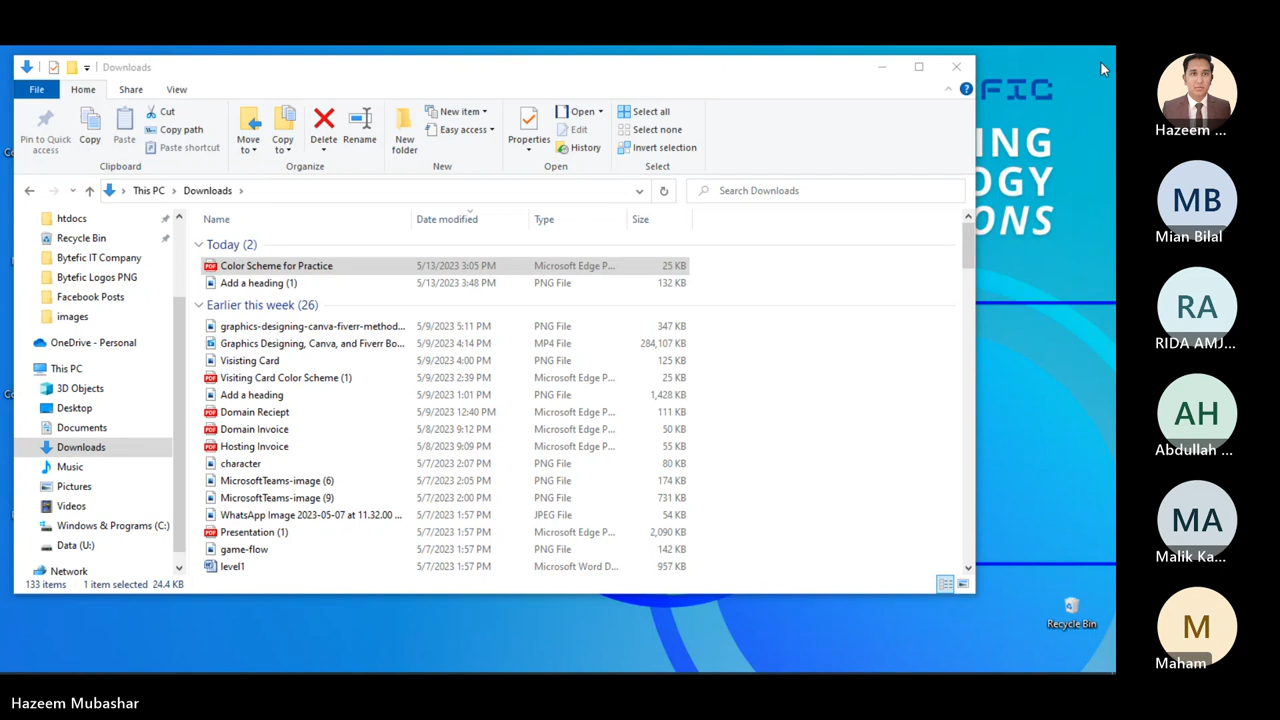 Downloads
File Home Share View
Pin to Quick access
Copy
Paste
Cut
Copy path
Paste shortcut
Clipboard
Move to
Copy to
Delete
Rename
Organize
New folder
New item
Easy access
New
Properties
Open
Edit
History
Open
Select all
Select none
Invert selection
Select
This PC > Downloads >
Search Downloads
htdocs
Recycle Bin
Bytefic IT Company
Bytefic Logos PNG
Facebook Posts
images
OneDrive - Personal
This PC
3D Objects
Desktop
Documents
Downloads
Music
Pictures
Videos
Windows & Programs (C:)
Data (U:)
Network
Name Date modified Type Size
Today (2)
Color Scheme for Practice 5/13/2023 3:05 PM Microsoft Edge P... 25 KB
Add a heading (1) 5/13/2023 3:48 PM PNG File 132 KB
Earlier this week (26)
graphics-designing-canva-fiverr-method... 5/9/2023 5:11 PM PNG File 347 KB
Graphics Designing, Canva, and Fiverr Bo... 5/9/2023 4:14 PM MP4 File 284,107 KB
Visisting Card 5/9/2023 4:00 PM PNG File 125 KB
Visiting Card Color Scheme (1) 5/9/2023 2:39 PM Microsoft Edge P... 25 KB
Add a heading 5/9/2023 1:01 PM PNG File 1,428 KB
Domain Reciept 5/9/2023 12:40 PM Microsoft Edge P... 111 KB
Domain Invoice 5/8/2023 9:12 PM Microsoft Edge P... 50 KB
Hosting Invoice 5/8/2023 9:09 PM Microsoft Edge P... 55 KB
character 5/7/2023 2:07 PM PNG File 80 KB
MicrosoftTeams-image (6) 5/7/2023 2:05 PM PNG File 174 KB
MicrosoftTeams-image (9) 5/7/2023 2:00 PM PNG File 731 KB
WhatsApp Image 2023-05-07 at 11.32.00 ... 5/7/2023 1:57 PM JPEG File 54 KB
Presentation (1) 5/7/2023 1:57 PM Microsoft Edge P... 2,090 KB
game-flow 5/7/2023 1:57 PM PNG File 142 KB
level1 5/7/2023 1:57 PM Microsoft Word D... 957 KB
133 items 1 item selected 24.4 KB
FIC
ING
OGY
ONS
Recycle Bin
Hazeem ...
MB
Mian Bilal
RA
RIDA AMJ...
AH
Abdullah ...
MA
Malik Ka...
M
Maham
Hazeem Mubashar